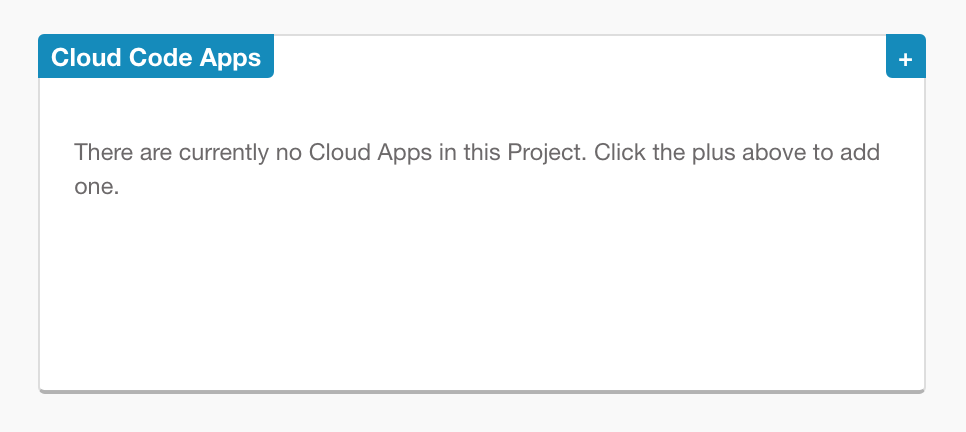 Cloud Code Apps +
There are currently no Cloud Apps in this Project. Click the plus above to add
one.